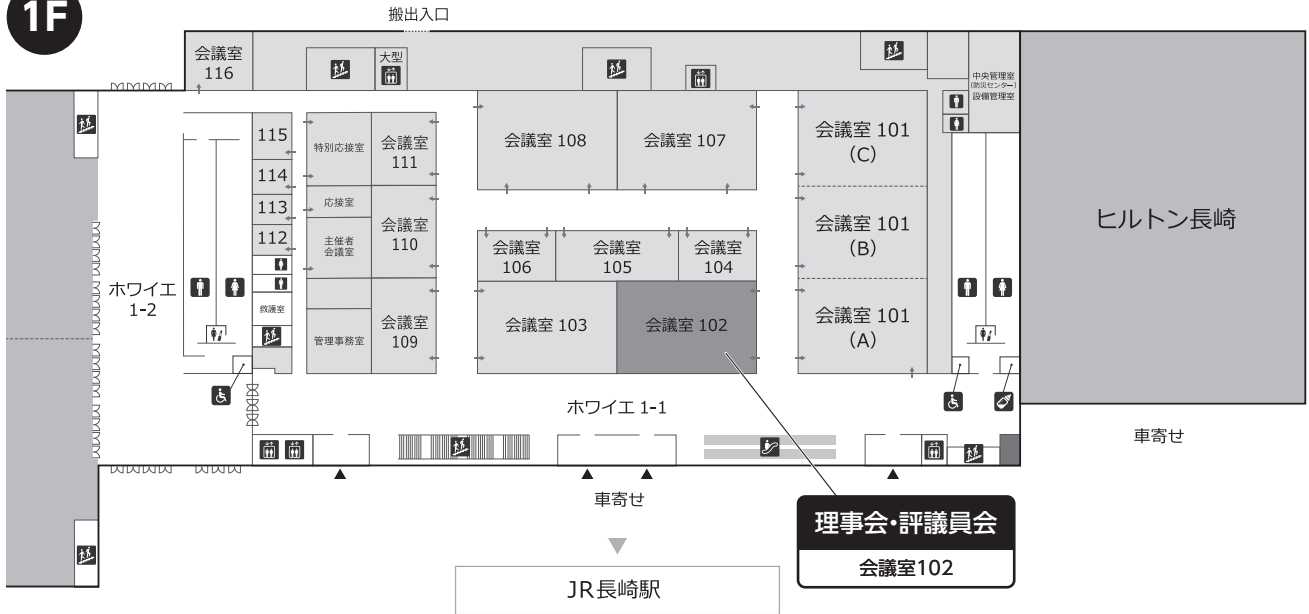 1F
搬出入口
会議室
116
大型
中央管理室
(防災センター)
設備管理室
115
114
113
112
救護室
特別応接室
応接室
主催者
会議室
管理事務室
会議室
111
会議室
110
会議室
109
会議室 108
会議室 107
会議室
106
会議室
105
会議室
104
会議室 103
会議室 102
会議室 101
(C)
会議室 101
(B)
会議室 101
(A)
ヒルトン長崎
ホワイエ
1-2
ホワイエ 1-1
車寄せ
車寄せ
理事会・評議員会
会議室102
JR長崎駅